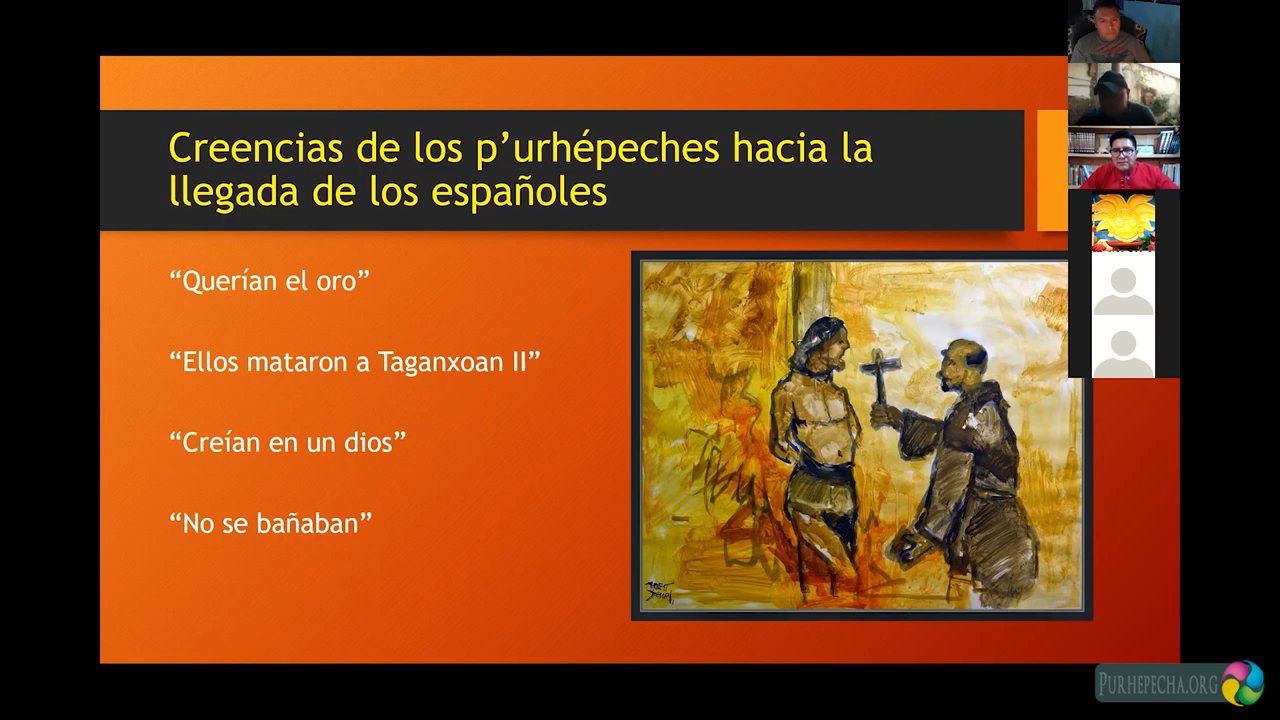 Creencias de los p’urhépeches hacia la
llegada de los españoles
“Querían el oro”
“Ellos mataron a Taganxoan II”
“Creían en un dios”
“No se bañaban”
PURHEPECHA.ORG